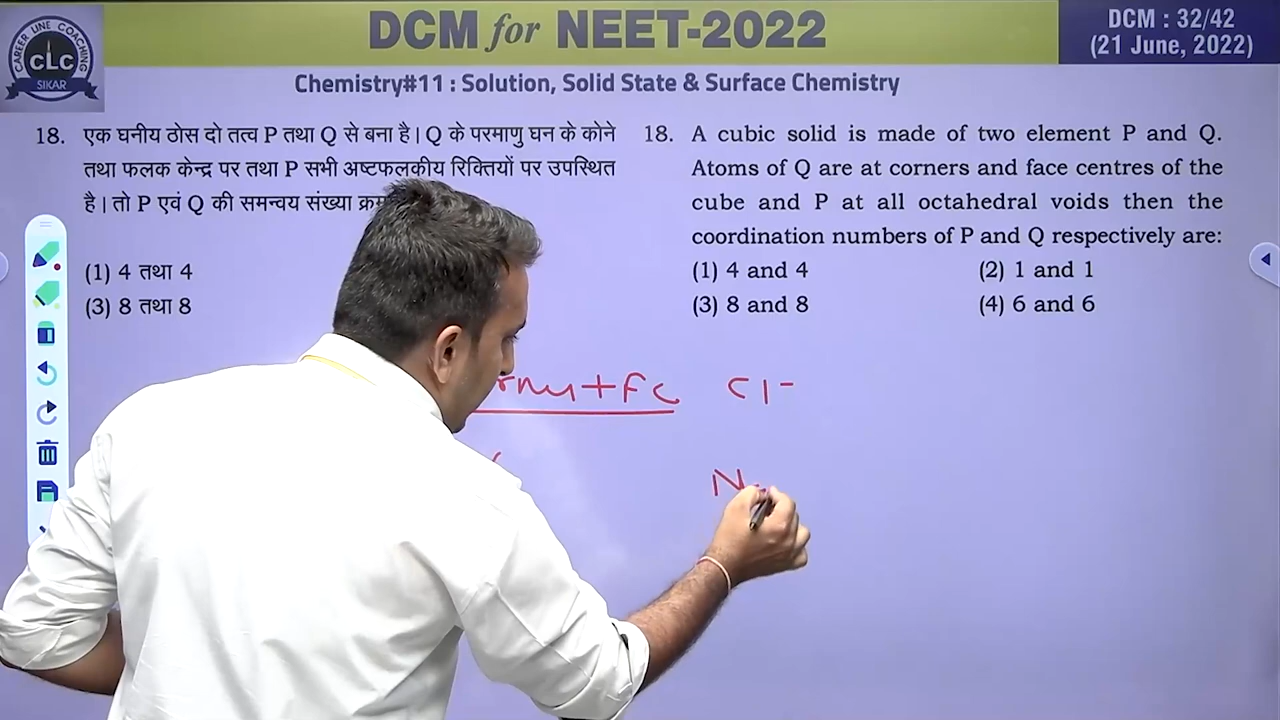 CAREER LINE COACHING
CLC
SIKAR
DCM for NEET-2022
DCM : 32/42
(21 June, 2022)
Chemistry#11 : Solution, Solid State & Surface Chemistry
18. एक घनीय ठोस दो तत्व P तथा Q से बना है। Q के परमाणु घन के कोने
तथा फलक केन्द्र पर तथा P सभी अष्टफलकीय रिक्तियों पर उपस्थित
है। तो P एवं Q की समन्वय संख्या
(1) 4 तथा 4
(3) 8 तथा 8
18. A cubic solid is made of two element P and Q.
Atoms of Q are at corners and face centres of the
cube and P at all octahedral voids then the
coordination numbers of P and Q respectively are:
(1) 4 and 4 (2) 1 and 1
(3) 8 and 8 (4) 6 and 6
+ Fc Cl-